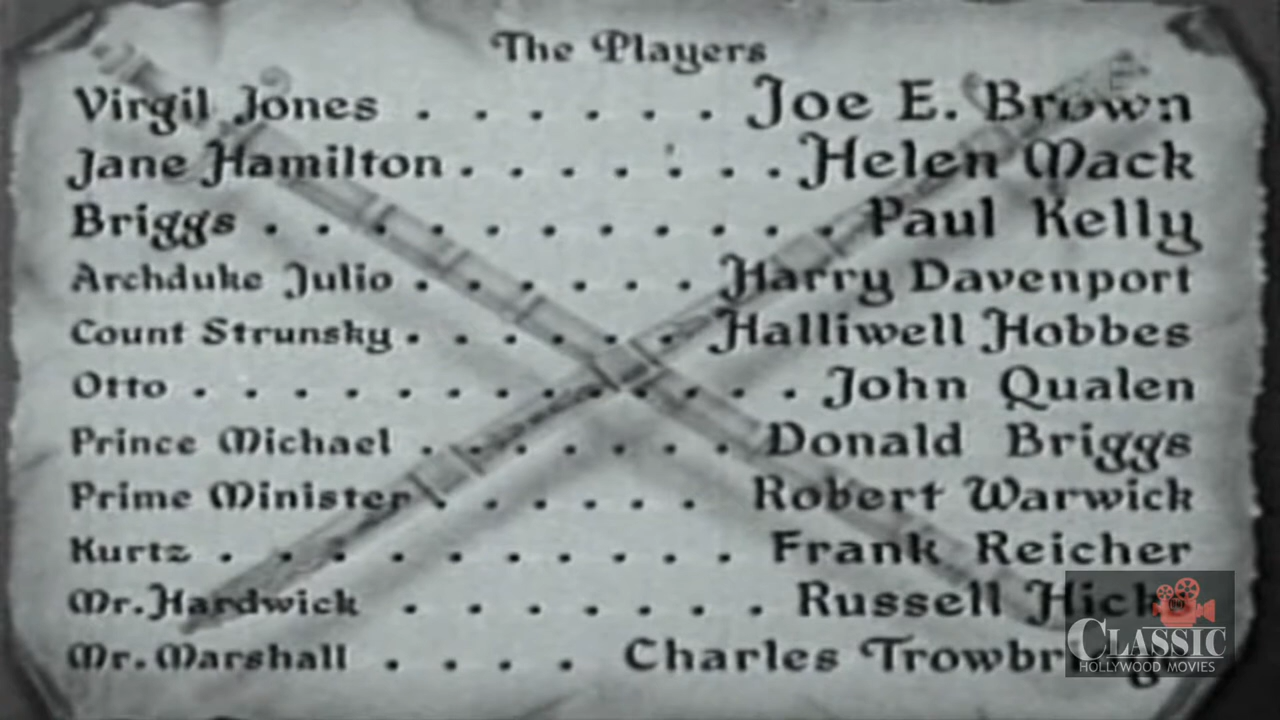 The Players
Virgil Jones . . . . . . Joe E. Brown
Jane Hamilton . . . . . . Helen Mack
Briggs . . . . . . . . . . . Paul Kelly
Archduke Julio . . . . . . Harry Davenport
Count Strunsky . . . . . . Halliwell Hobbes
Otto . . . . . . . . . . . . John Qualen
Prince Michael . . . . . . . Donald Briggs
Prime Minister . . . . . Robert Warwick
Kurtz . . . . . . . . . . Frank Reicher
Mr. Hardwick . . . . . . . Russell Hicks
Mr. Marshall . . . . Charles
CLASSIC
HOLLYWOOD MOVIES